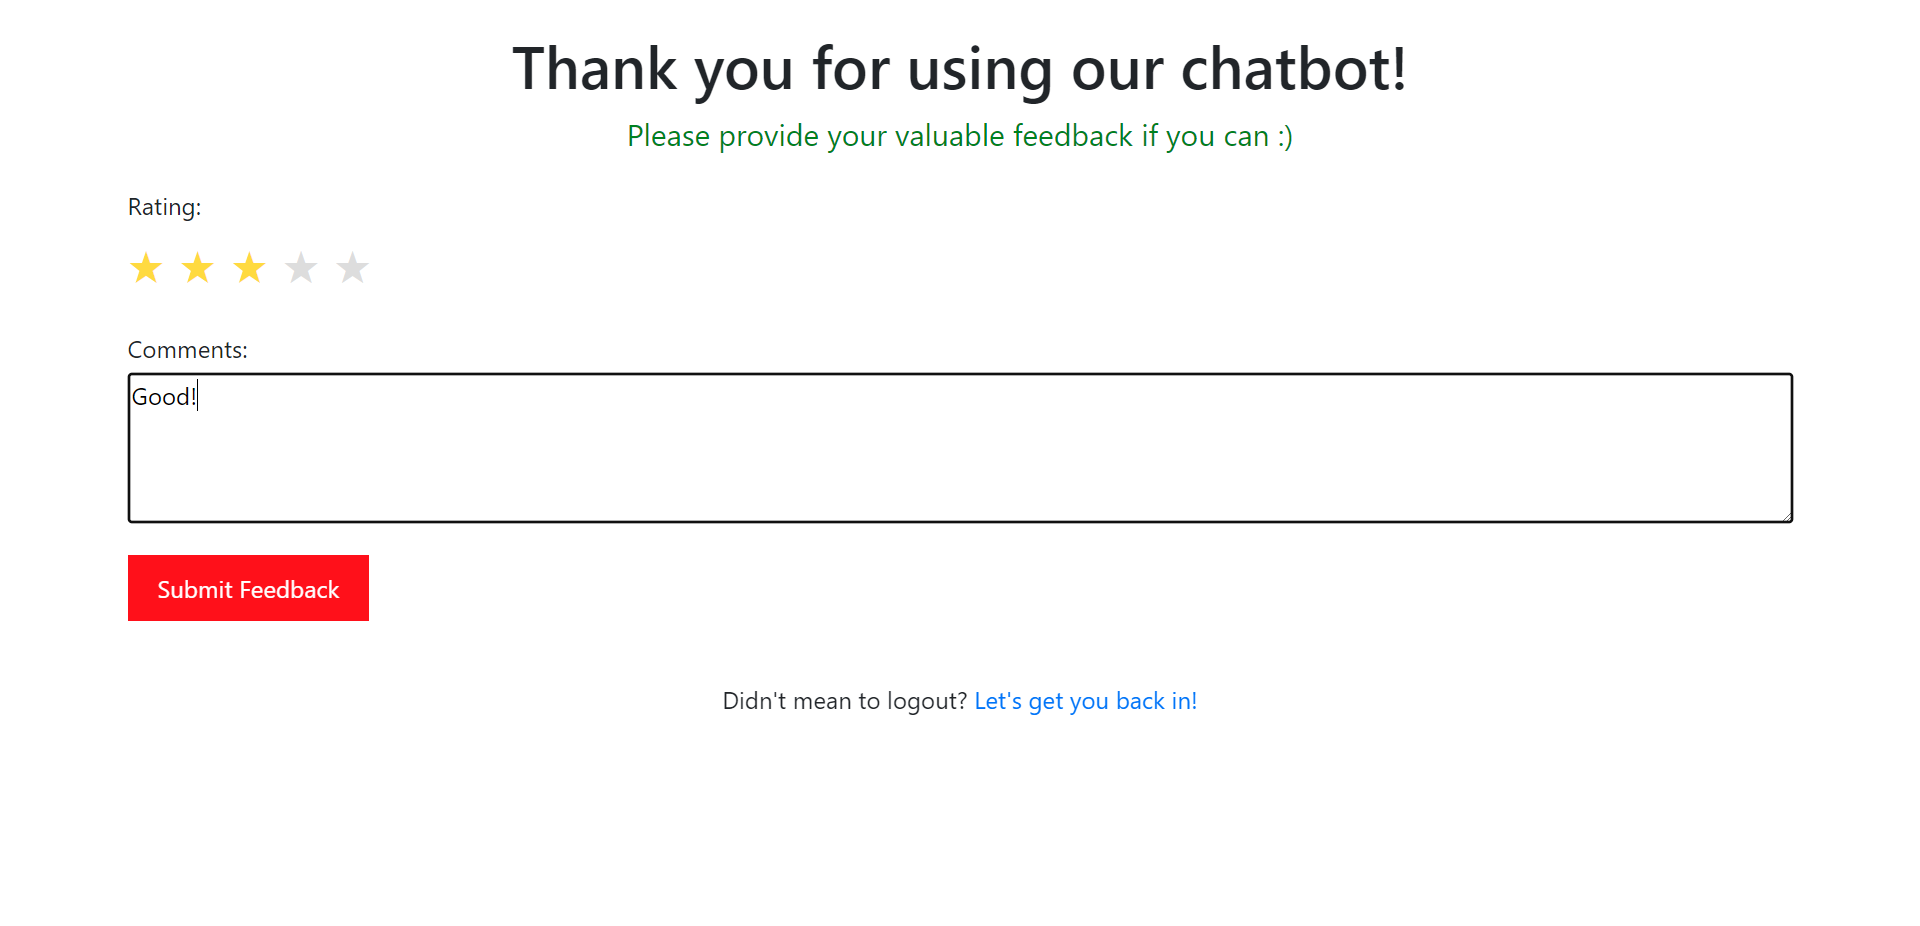 Thank you for using our chatbot!
Please provide your valuable feedback if you can :)
Rating:
Comments:
Good!
Submit Feedback
Didn't mean to logout? Let's get you back in!